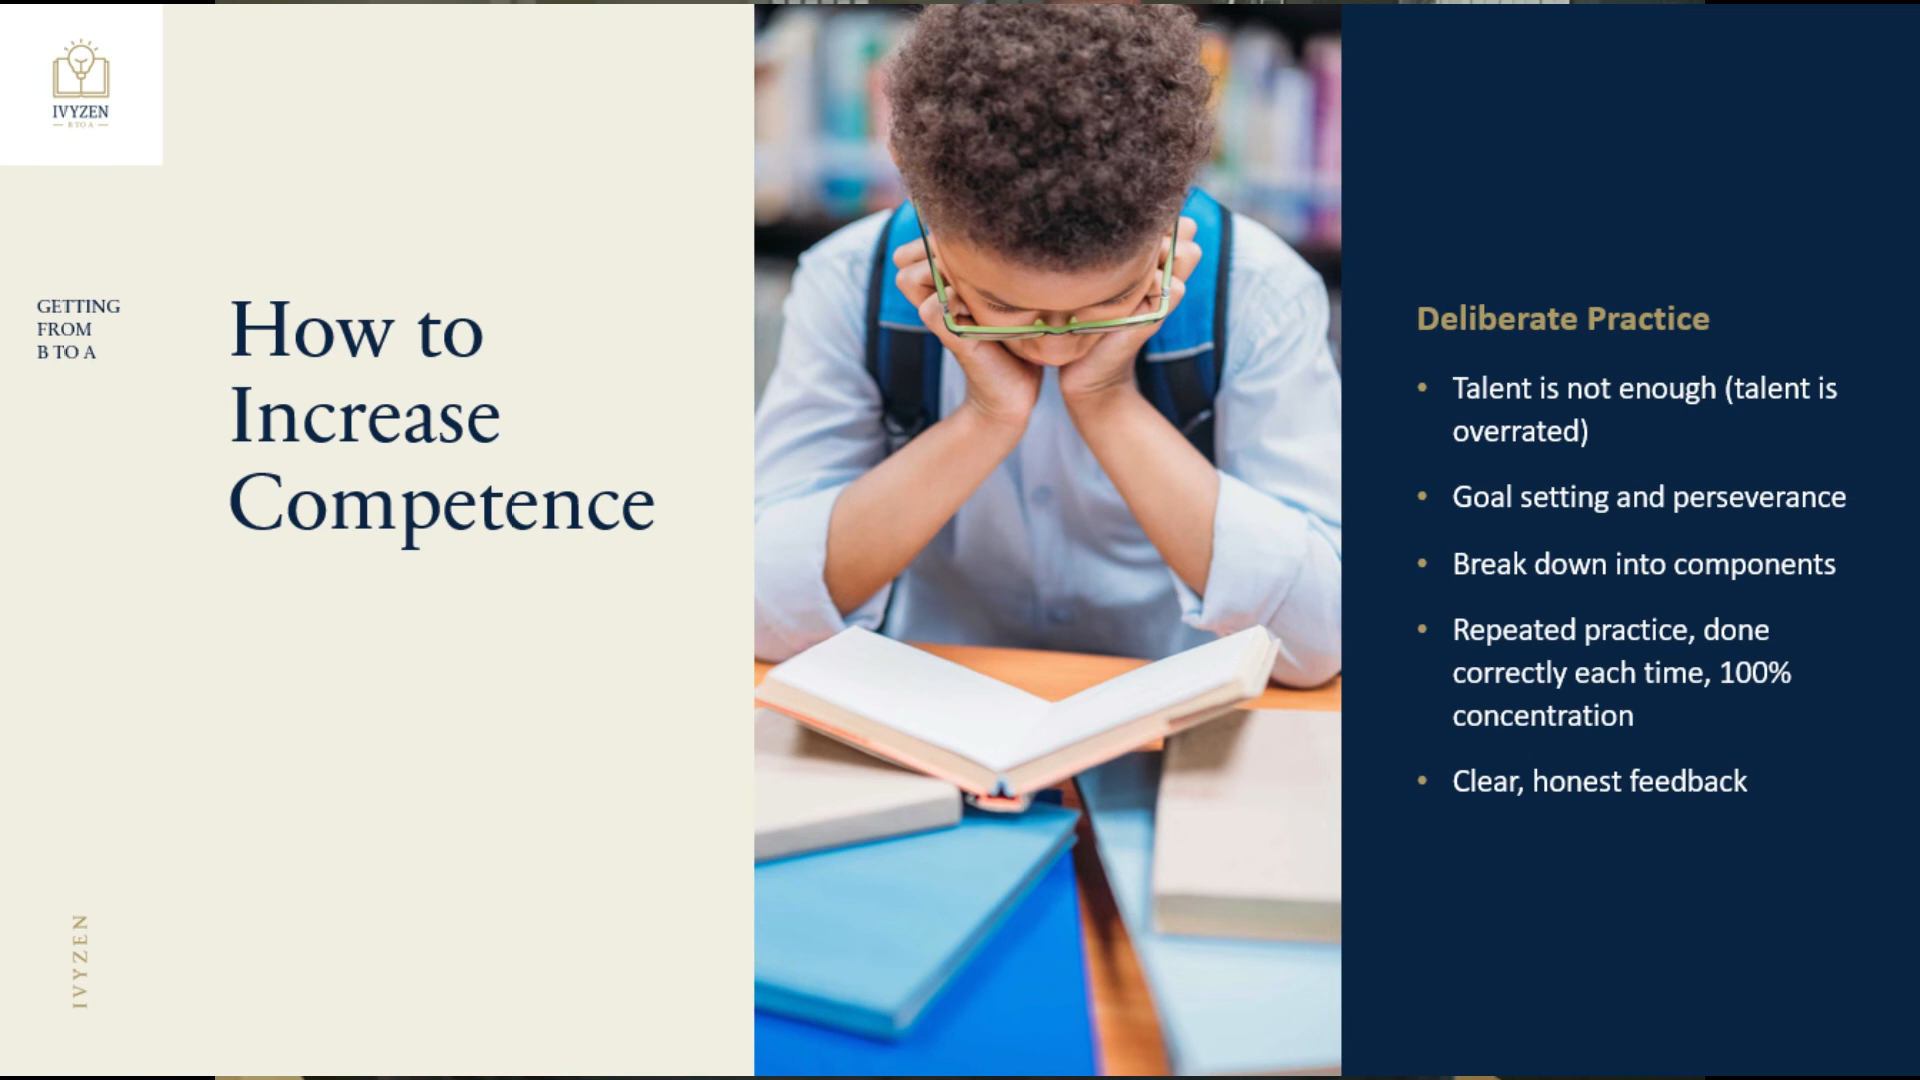 IVYZEN
B TO A
GETTING
FROM
B TO A
How to
Increase
Competence
IVYZEN
Deliberate Practice
• Talent is not enough (talent is
overrated)
• Goal setting and perseverance
• Break down into components
• Repeated practice, done
correctly each time, 100%
concentration
• Clear, honest feedback